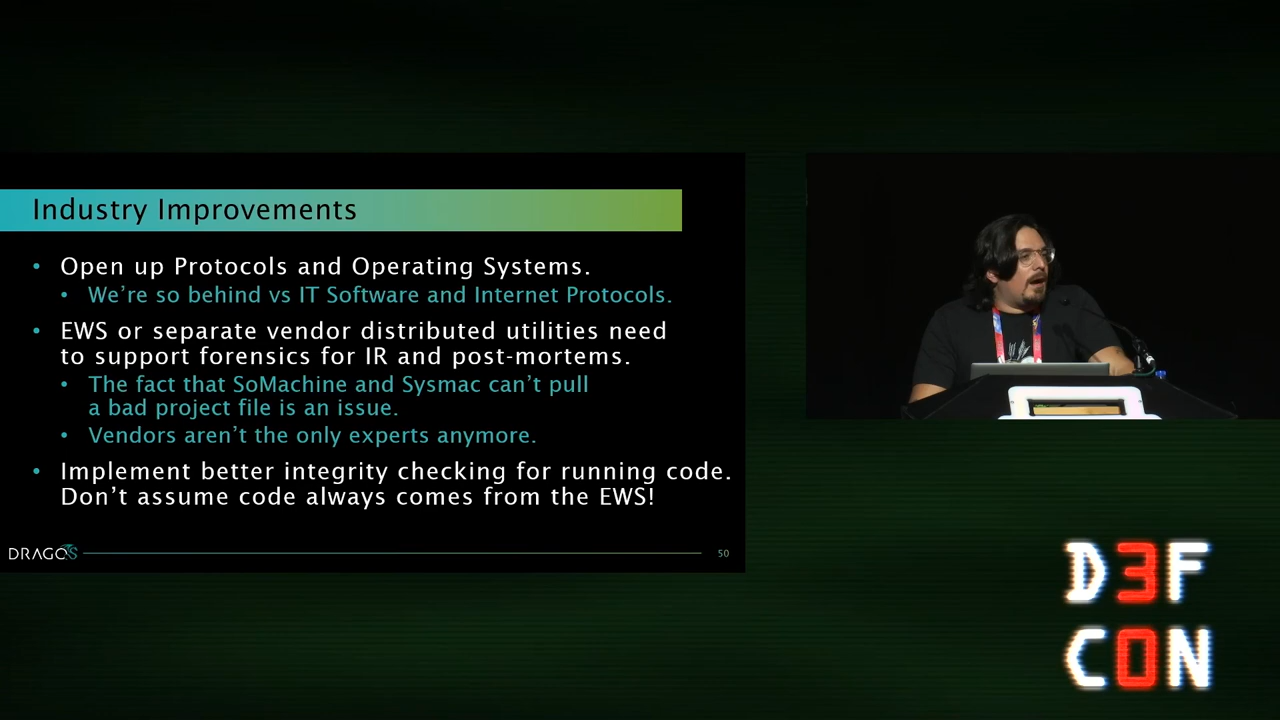 Industry Improvements
• Open up Protocols and Operating Systems.
• We’re so behind vs IT Software and Internet Protocols.
• EWS or separate vendor distributed utilities need
to support forensics for IR and post-mortems.
• The fact that SoMachine and Sysmac can’t pull
a bad project file is an issue.
• Vendors aren’t the only experts anymore.
• Implement better integrity checking for running code.
Don’t assume code always comes from the EWS!
DRAGOS
50
D3F
C0N